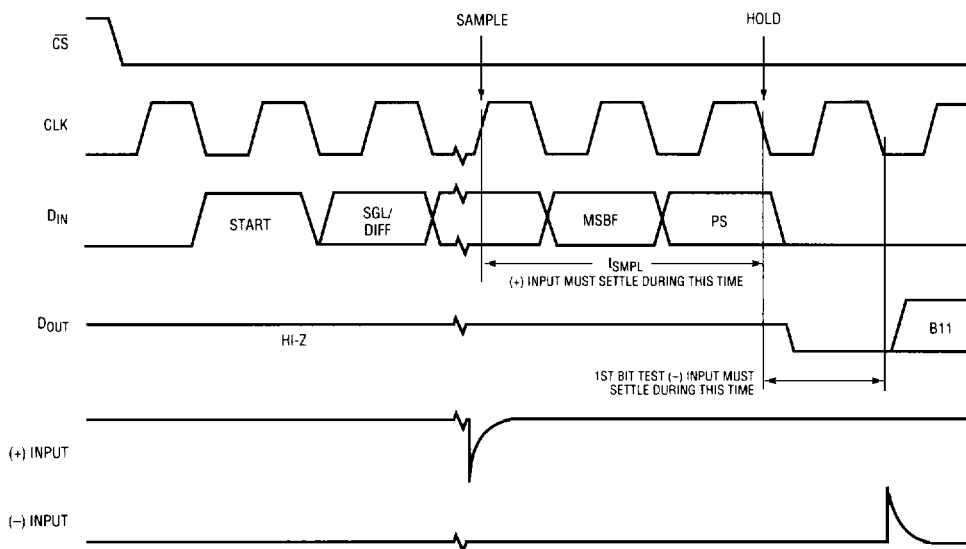 SAMPLE
HOLD
CS
CLK
DIN
START
SGL/
DIFF
MSBF
PS
tSMPL
(+) INPUT MUST SETTLE DURING THIS TIME
DOUT
HI-Z
B11
1ST BIT TEST (–) INPUT MUST
SETTLE DURING THIS TIME
(+) INPUT
(–) INPUT